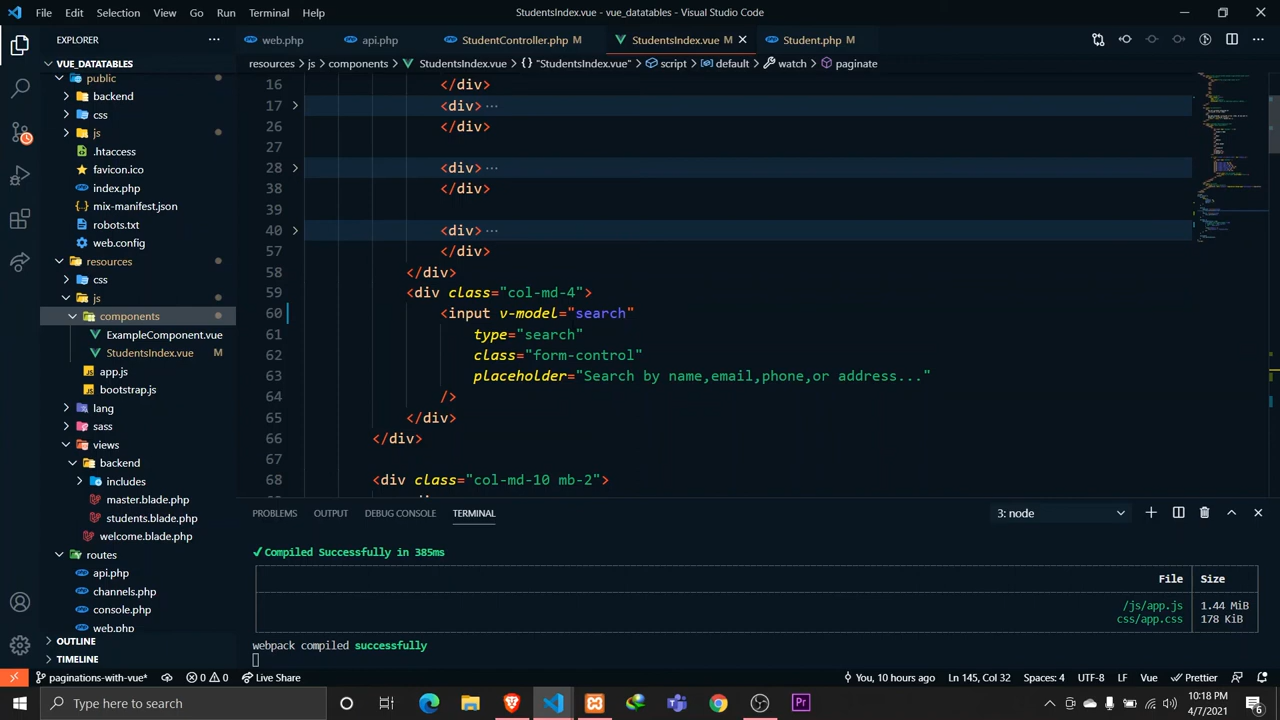 File Edit Selection View Go Run Terminal Help
StudentsIndex.vue - vue_datatables - Visual Studio Code
EXPLORER
VUE_DATATABLES
public
backend
css
js
.htaccess
favicon.ico
index.php
mix-manifest.json
robots.txt
web.config
resources
css
js
components
ExampleComponent.vue
StudentsIndex.vue M
app.js
bootstrap.js
lang
sass
views
backend
includes
master.blade.php
students.blade.php
welcome.blade.php
routes
api.php
channels.php
console.php
web.php
OUTLINE
TIMELINE
web.php api.php StudentController.php M StudentsIndex.vue M Student.php M
resources > js > components > StudentsIndex.vue > {} "StudentsIndex.vue" > script > default > watch > paginate
16 </div>
17 <div> ...
26 </div>
27
28 <div> ...
38 </div>
39
40 <div> ...
57 </div>
58 </div>
59 <div class="col-md-4">
60 <input v-model="search"
61 type="search"
62 class="form-control"
63 placeholder="Search by name,email,phone,or address..."
64 />
65 </div>
66 </div>
67
68 <div class="col-md-10 mb-2">
PROBLEMS OUTPUT DEBUG CONSOLE TERMINAL
3: node
✓Compiled Successfully in 385ms
File Size
/js/app.js 1.44 MiB
css/app.css 178 KiB
webpack compiled successfully
paginations-with-vue* 0 0 Live Share
You, 10 hours ago Ln 145, Col 32 Spaces: 4 UTF-8 LF Vue Prettier
Type here to search
Pr
10:18 PM
4/7/2021
6